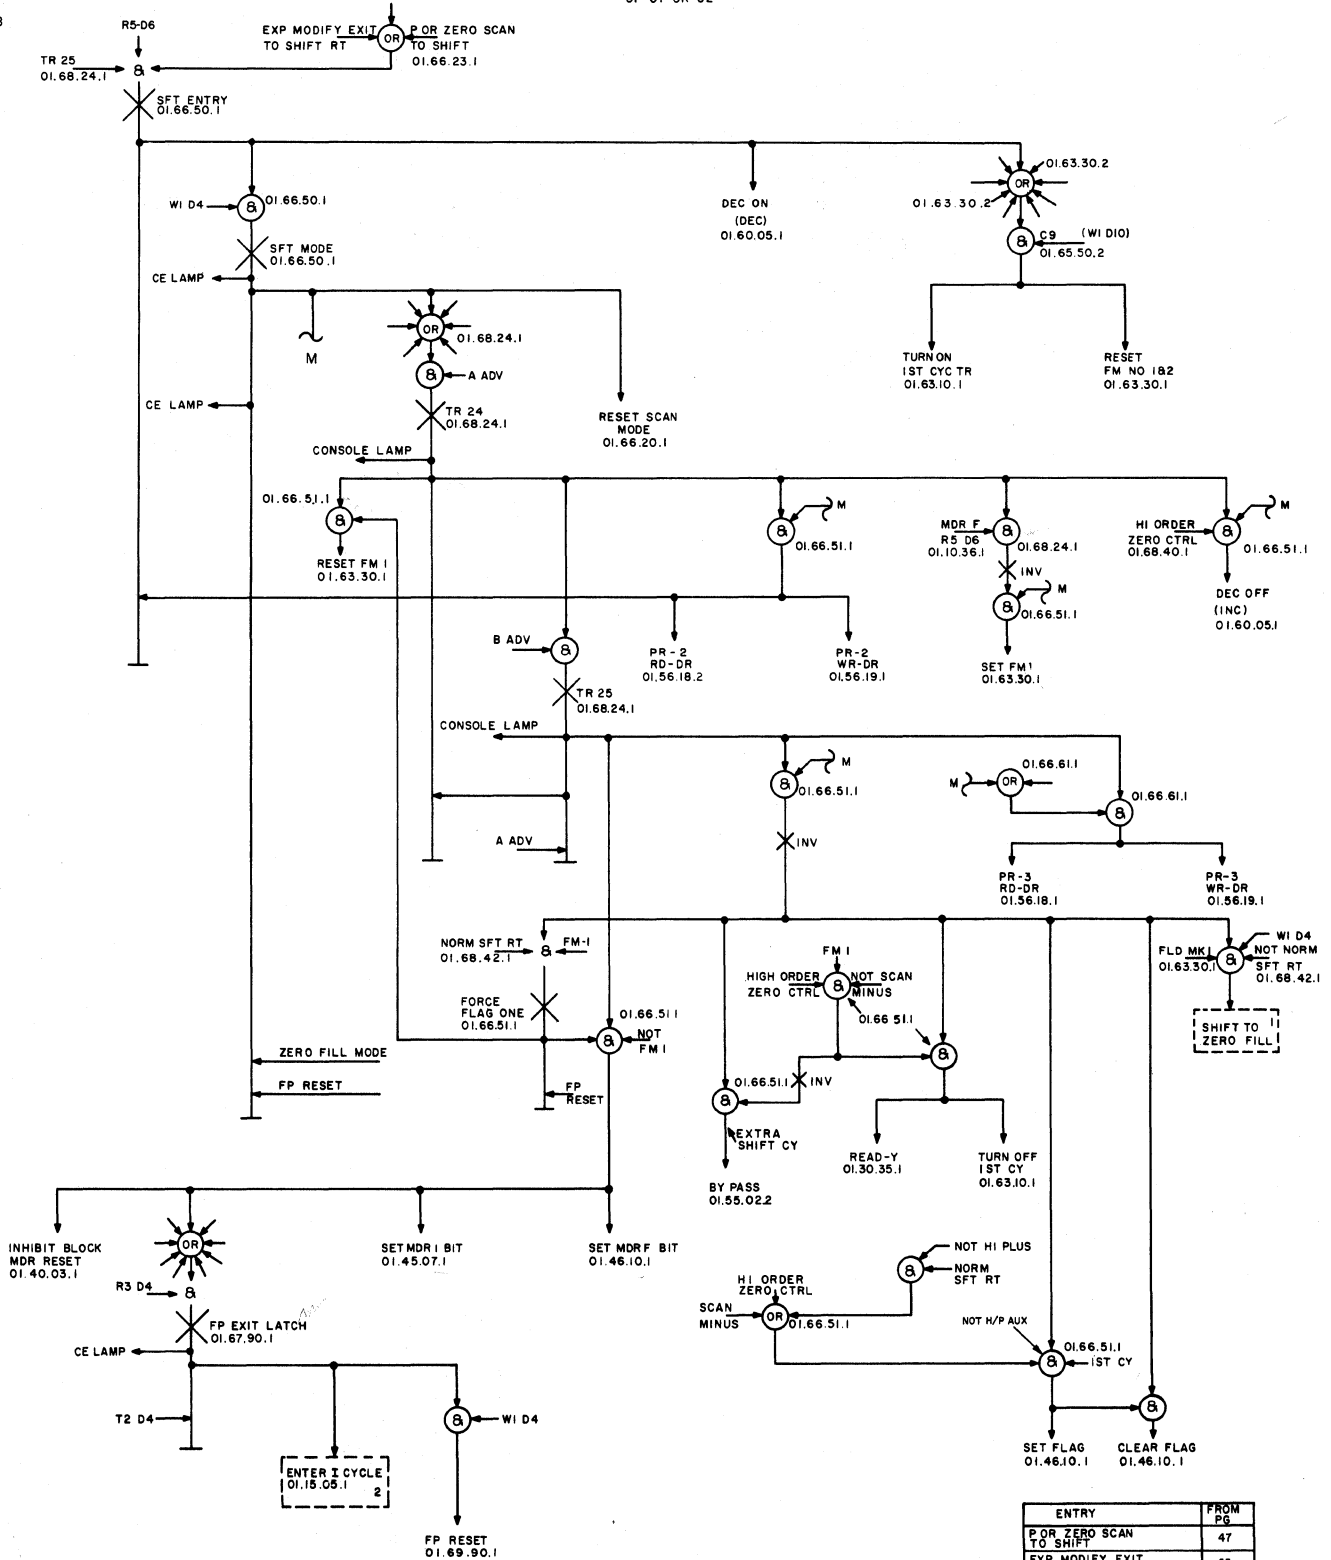 R5-D6
EXP MODIFY EXIT
TO SHIFT RT
OR
P OR ZERO SCAN
TO SHIFT
01.66.23.1
TR 25
01.68.24.1
&
SFT ENTRY
01.66.50.1
W1 D4
&
01.66.50.1
DEC ON
(DEC)
01.60.05.1
01.63.30.2
OR
01.63.30.2
&
C9
(W1 D10)
01.65.50.2
SFT MODE
01.66.50.1
CE LAMP
M
OR
01.68.24.1
&
A ADV
TURN ON
1ST CYC TR
01.63.10.1
RESET
FM NO 1&2
01.63.30.1
CE LAMP
TR 24
01.68.24.1
RESET SCAN
MODE
01.66.20.1
CONSOLE LAMP
01.66.51.1
&
RESET FM 1
01.63.30.1
&
M
01.66.51.1
MDR F
R5 D6
01.10.36.1
&
01.68.24.1
INV
&
M
01.66.51.1
SET FM1
01.63.30.1
HI ORDER
ZERO CTRL
01.68.40.1
&
M
01.66.51.1
DEC OFF
(INC)
01.60.05.1
B ADV
&
PR-2
RD-DR
01.56.18.2
PR-2
WR-DR
01.56.19.1
TR 25
01.68.24.1
CONSOLE LAMP
&
M
01.66.51.1
M
OR
01.66.61.1
&
01.66.61.1
A ADV
INV
PR-3
RD-DR
01.56.18.1
PR-3
WR-DR
01.56.19.1
NORM SFT RT
01.68.42.1
&
FM-1
FM 1
HIGH ORDER
ZERO CTRL
&
NOT SCAN
MINUS
FLD MK1
01.63.30.1
&
W1 D4
NOT NORM
SFT RT
01.68.42.1
FORCE
FLAG ONE
01.66.51.1
01.66.51 1
&
NOT
FM 1
01.66 51.1
&
SHIFT TO 1
ZERO FILL
ZERO FILL MODE
FP RESET
FP
RESET
01.66.51.1
INV
&
EXTRA
SHIFT CY
BY PASS
01.55.02.2
READ-Y
01.30.35.1
TURN OFF
1ST CY
01.63.10.1
INHIBIT BLOCK
MDR RESET
01.40.03.1
OR
SET MDR 1 BIT
01.45.07.1
SET MDR F BIT
01.46.10.1
R3 D4
&
FP EXIT LATCH
01.67.90.1
CE LAMP
&
NOT HI PLUS
NORM
SFT RT
HI ORDER
ZERO CTRL
SCAN
MINUS
OR
01.66.51.1
NOT H/P AUX
&
01.66.51.1
1ST CY
&
T2 D4
&
W1 D4
SET FLAG
01.46.10.1
CLEAR FLAG
01.46.10.1
ENTER I CYCLE
01.15.05.1
2
FP RESET
01.69.90.1
ENTRY FROM PG
P OR ZERO SCAN
TO SHIFT 47
EXP MODIFY EXIT